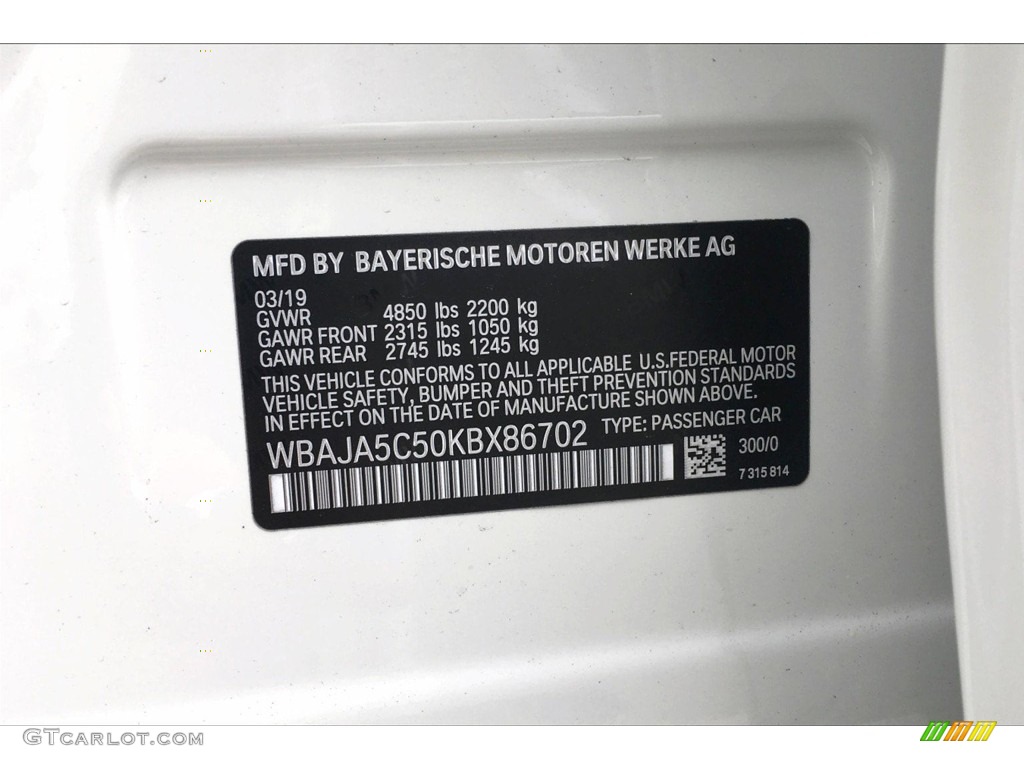 MFD BY BAYERISCHE MOTOREN WERKE AG
03/19
GVWR 4850 lbs 2200 kg
GAWR FRONT 2315 lbs 1050 kg
GAWR REAR 2745 lbs 1245 kg
THIS VEHICLE CONFORMS TO ALL APPLICABLE U.S.FEDERAL MOTOR
VEHICLE SAFETY, BUMPER AND THEFT PREVENTION STANDARDS
IN EFFECT ON THE DATE OF MANUFACTURE SHOWN ABOVE.
WBAJA5C50KBX86702 TYPE: PASSENGER CAR
300/0
7 315 814
GTCARLOT.COM